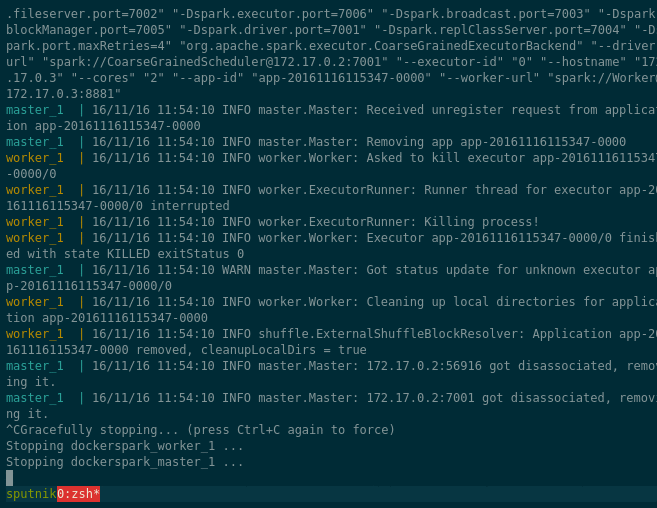 .fileserver.port=7002" "-Dspark.executor.port=7006" "-Dspark.broadcast.port=7003" "-Dspark
blockManager.port=7005" "-Dspark.driver.port=7001" "-Dspark.replClassServer.port=7004" "-Ds
park.port.maxRetries=4" "org.apache.spark.executor.CoarseGrainedExecutorBackend" "--driver
url" "spark://CoarseGrainedScheduler@172.17.0.2:7001" "--executor-id" "0" "--hostname" "172
.17.0.3" "--cores" "2" "--app-id" "app-20161116115347-0000" "--worker-url" "spark://Worker@
172.17.0.3:8881"
master_1  | 16/11/16 11:54:10 INFO master.Master: Received unregister request from applicat
ion app-20161116115347-0000
master_1  | 16/11/16 11:54:10 INFO master.Master: Removing app app-20161116115347-0000
worker_1  | 16/11/16 11:54:10 INFO worker.Worker: Asked to kill executor app-20161116115347
-0000/0
worker_1  | 16/11/16 11:54:10 INFO worker.ExecutorRunner: Runner thread for executor app-20
161116115347-0000/0 interrupted
worker_1  | 16/11/16 11:54:10 INFO worker.ExecutorRunner: Killing process!
worker_1  | 16/11/16 11:54:10 INFO worker.Worker: Executor app-20161116115347-0000/0 finish
ed with state KILLED exitStatus 0
master_1  | 16/11/16 11:54:10 WARN master.Master: Got status update for unknown executor ap
p-20161116115347-0000/0
worker_1  | 16/11/16 11:54:10 INFO worker.Worker: Cleaning up local directories for applica
tion app-20161116115347-0000
worker_1  | 16/11/16 11:54:10 INFO shuffle.ExternalShuffleBlockResolver: Application app-20
161116115347-0000 removed, cleanupLocalDirs = true
master_1  | 16/11/16 11:54:10 INFO master.Master: 172.17.0.2:56916 got disassociated, remov
ing it.
master_1  | 16/11/16 11:54:10 INFO master.Master: 172.17.0.2:7001 got disassociated, removi
ng it.
^CGracefully stopping... (press Ctrl+C again to force)
Stopping dockerspark_worker_1 ...
Stopping dockerspark_master_1 ...
sputnik 0:zsh*